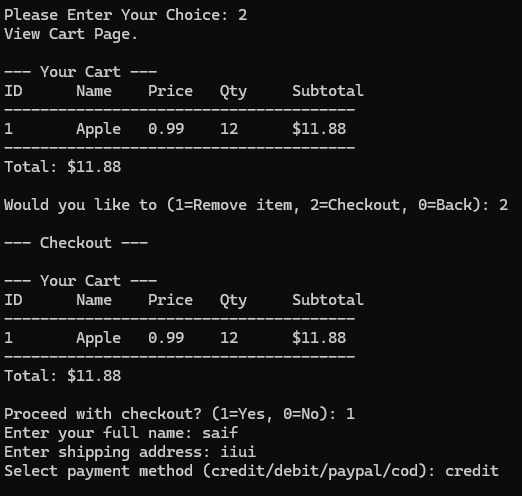 Please Enter Your Choice: 2
View Cart Page.
--- Your Cart ---
ID      Name    Price   Qty     Subtotal
---------------------------------------
1       Apple   0.99    12      $11.88
---------------------------------------
Total: $11.88
Would you like to (1=Remove item, 2=Checkout, 0=Back): 2
--- Checkout ---
--- Your Cart ---
ID      Name    Price   Qty     Subtotal
---------------------------------------
1       Apple   0.99    12      $11.88
---------------------------------------
Total: $11.88
Proceed with checkout? (1=Yes, 0=No): 1
Enter your full name: saif
Enter shipping address: iiui
Select payment method (credit/debit/paypal/cod): credit